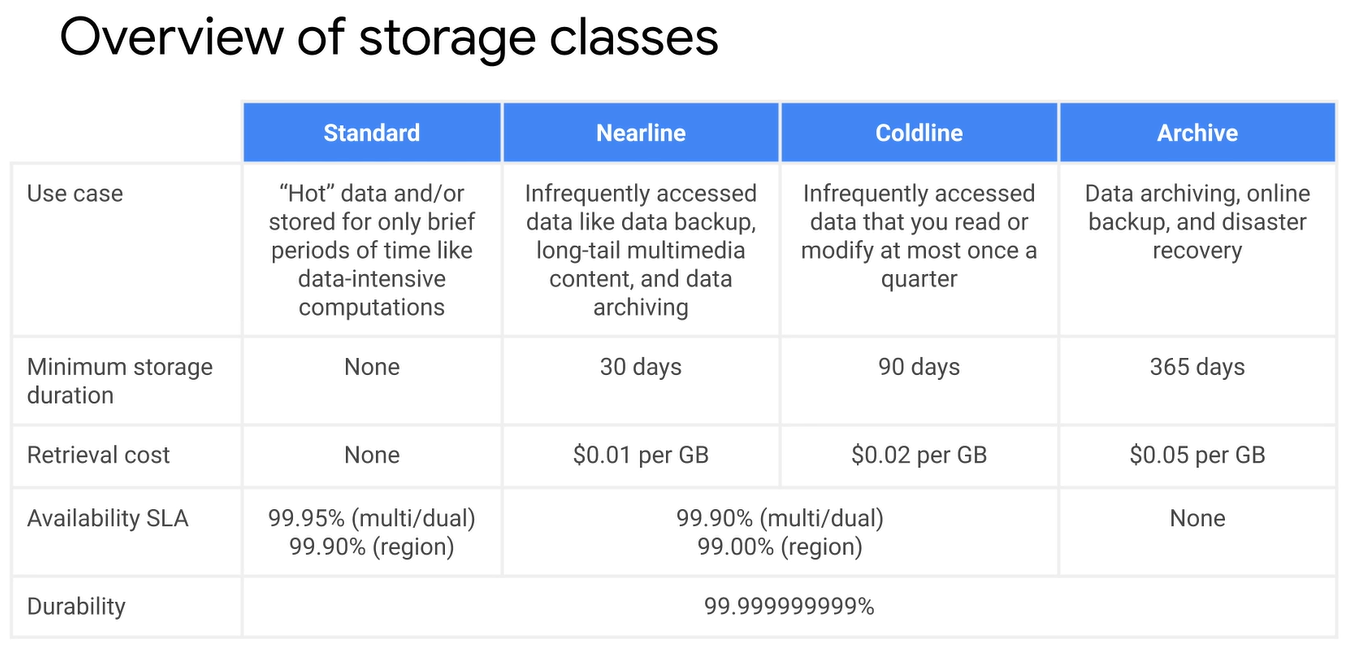 Overview of storage classes
Standard
Nearline
Coldline
Archive
Use case
“Hot” data and/or
stored for only brief
periods of time like
data-intensive
computations
Infrequently accessed
data like data backup,
long-tail multimedia
content, and data
archiving
Infrequently accessed
data that you read or
modify at most once a
quarter
Data archiving, online
backup, and disaster
recovery
Minimum storage
duration
None
30 days
90 days
365 days
Retrieval cost
None
$0.01 per GB
$0.02 per GB
$0.05 per GB
Availability SLA
99.95% (multi/dual)
99.90% (region)
99.90% (multi/dual)
99.00% (region)
None
Durability
99.999999999%